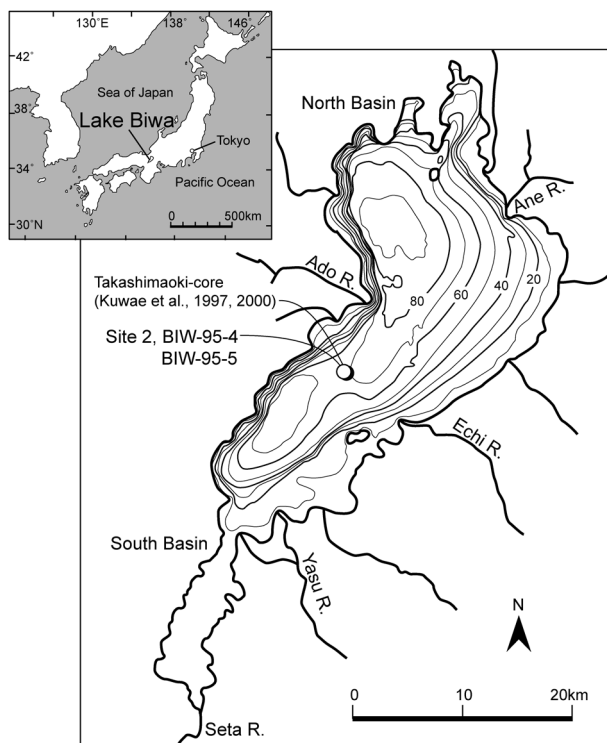 130°E
138°
146°
42°
38°
34°
30°N
Sea of Japan
Lake Biwa
Tokyo
Pacific Ocean
0
500km
North Basin
Ane R.
Ado R.
80
60
40
20
Takashimaoki-core
(Kuwae et al., 1997, 2000)
Site 2, BIW-95-4
BIW-95-5
Echi R.
South Basin
Yasu R.
Seta R.
N
0
10
20km